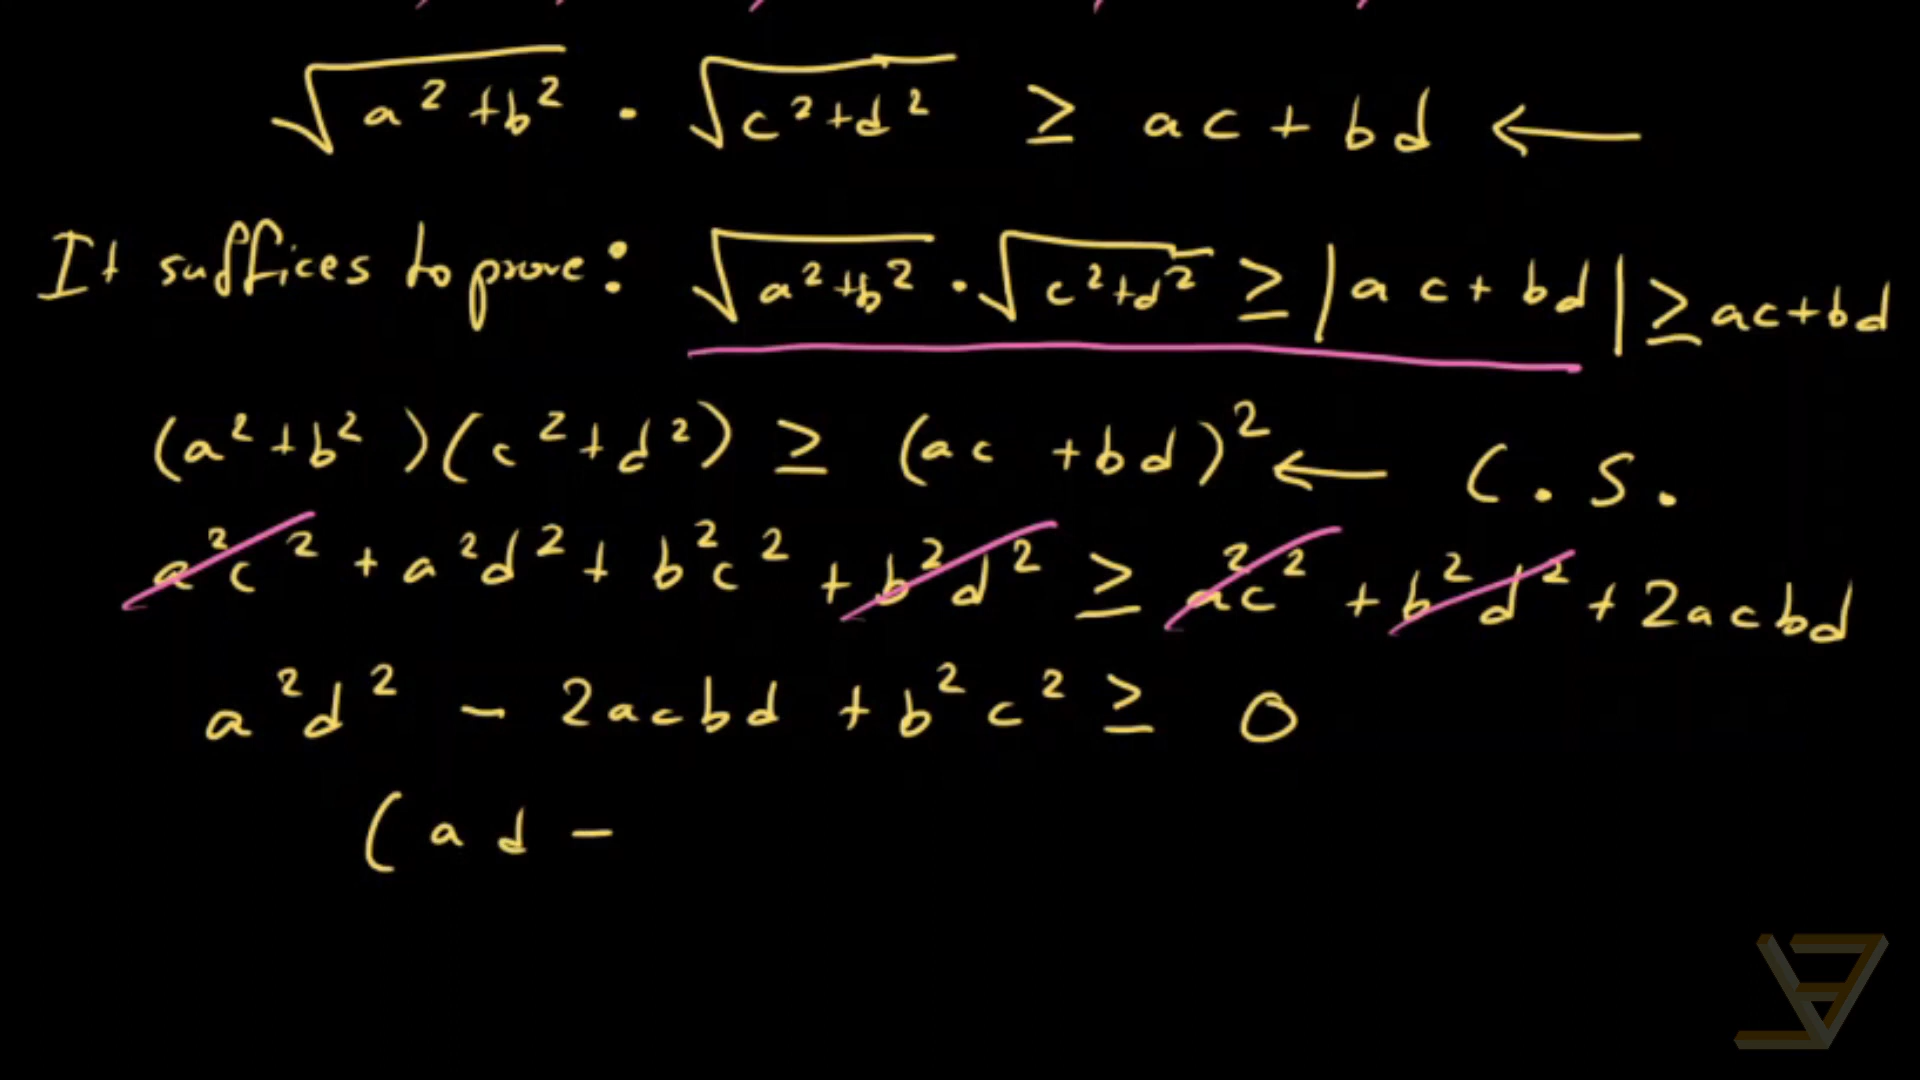 √(a²+b²) · √(c²+d²) ≥ ac + bd ←
It suffices to prove: √(a²+b²) · √(c²+d²) ≥ |ac + bd| ≥ ac+bd
(a²+b²)(c²+d²) ≥ (ac + bd)² ← C.S.
a²c² + a²d² + b²c² + b²d² ≥ a²c² + b²d² + 2acbd
a²d² - 2acbd + b²c² ≥ 0
(ad -